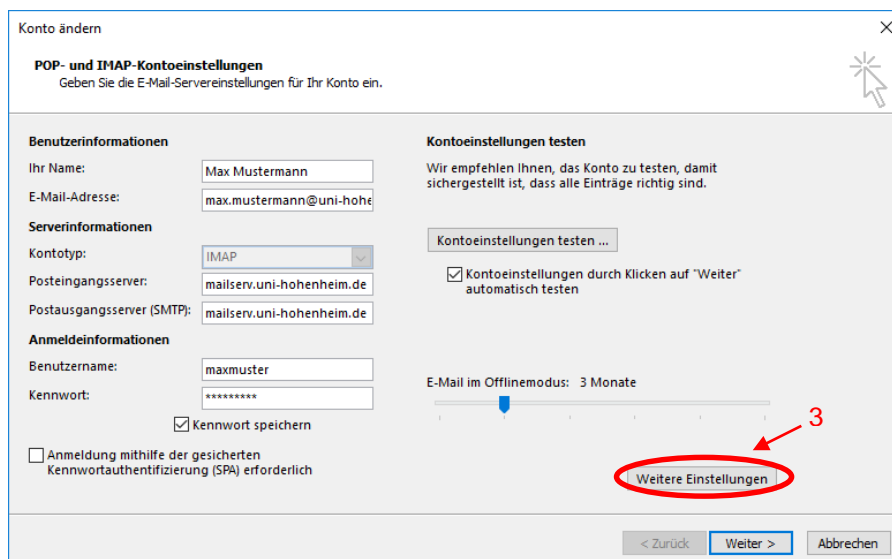 Konto ändern
POP- und IMAP-Kontoeinstellungen
Geben Sie die E-Mail-Servereinstellungen für Ihr Konto ein.
Benutzerinformationen
Ihr Name: Max Mustermann
E-Mail-Adresse: max.mustermann@uni-hohe
Serverinformationen
Kontotyp: IMAP
Posteingangsserver: mailserv.uni-hohenheim.de
Postausgangsserver (SMTP): mailserv.uni-hohenheim.de
Anmeldeinformationen
Benutzername: maxmuster
Kennwort: *********
Kennwort speichern
Anmeldung mithilfe der gesicherten
Kennwortauthentifizierung (SPA) erforderlich
Kontoeinstellungen testen
Wir empfehlen Ihnen, das Konto zu testen, damit
sichergestellt ist, dass alle Einträge richtig sind.
Kontoeinstellungen testen ...
Kontoeinstellungen durch Klicken auf "Weiter"
automatisch testen
E-Mail im Offlinemodus: 3 Monate
3
Weitere Einstellungen
< Zurück Weiter > Abbrechen